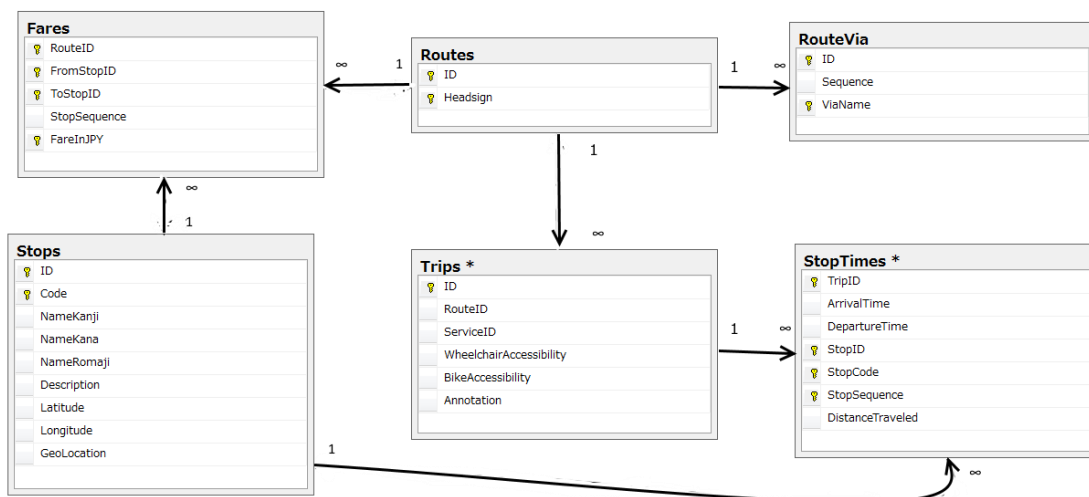 Fares
RouteID
FromStopID
ToStopID
StopSequence
FareInJPY
∞
1
Routes
ID
Headsign
1
∞
RouteVia
ID
Sequence
ViaName
1
∞
∞
1
Stops
ID
Code
NameKanji
NameKana
NameRomaji
Description
Latitude
Longitude
GeoLocation
Trips *
ID
RouteID
ServiceID
WheelchairAccessibility
BikeAccessibility
Annotation
1
∞
StopTimes *
TripID
ArrivalTime
DepartureTime
StopID
StopCode
StopSequence
DistanceTraveled
1
∞